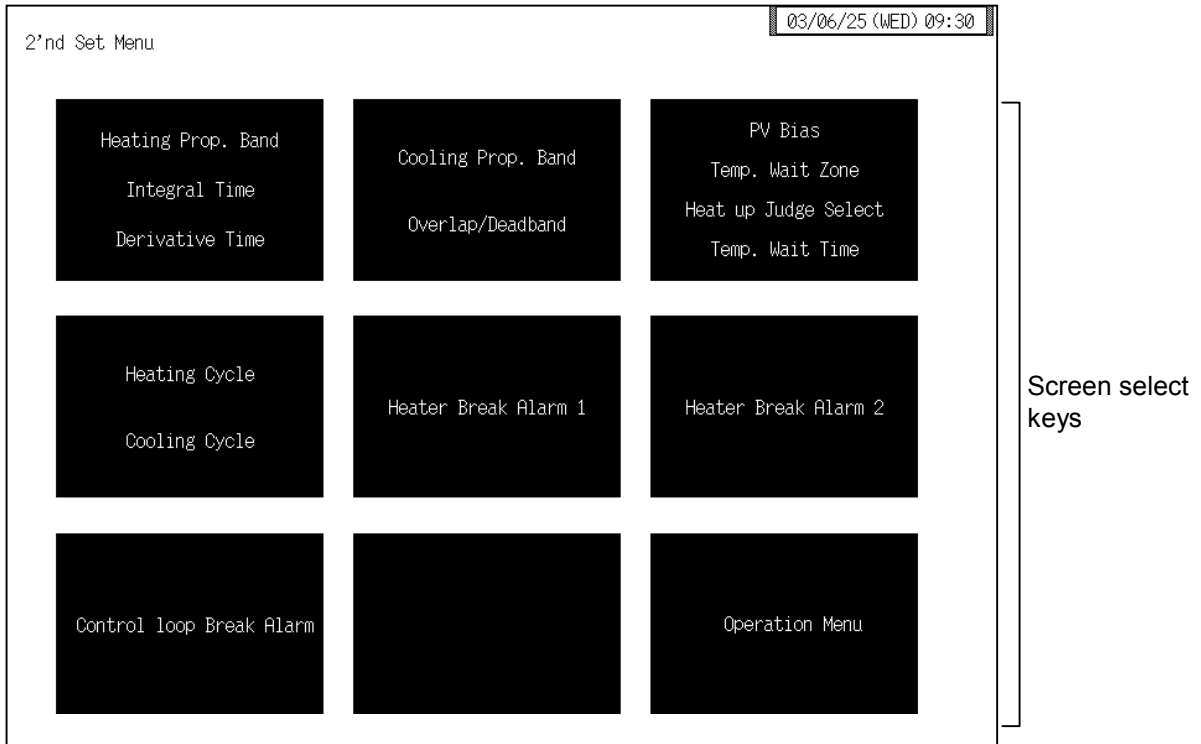 03/06/25(WED) 09:30
2'nd Set Menu
Heating Prop. Band
Integral Time
Derivative Time
Cooling Prop. Band
Overlap/Deadband
PV Bias
Temp. Wait Zone
Heat up Judge Select
Temp. Wait Time
Heating Cycle
Cooling Cycle
Heater Break Alarm 1
Heater Break Alarm 2
Control loop Break Alarm
Operation Menu
Screen select
keys